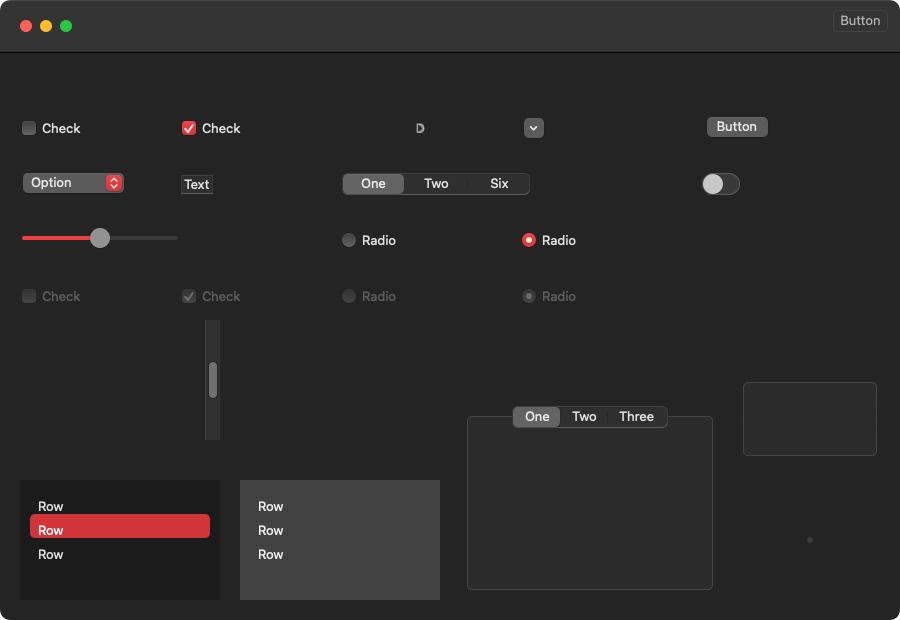 Button
Check
Check
D
Button
Option
Text
One
Two
Six
Radio
Radio
Check
Check
Radio
Radio
One
Two
Three
Row
Row
Row
Row
Row
Row